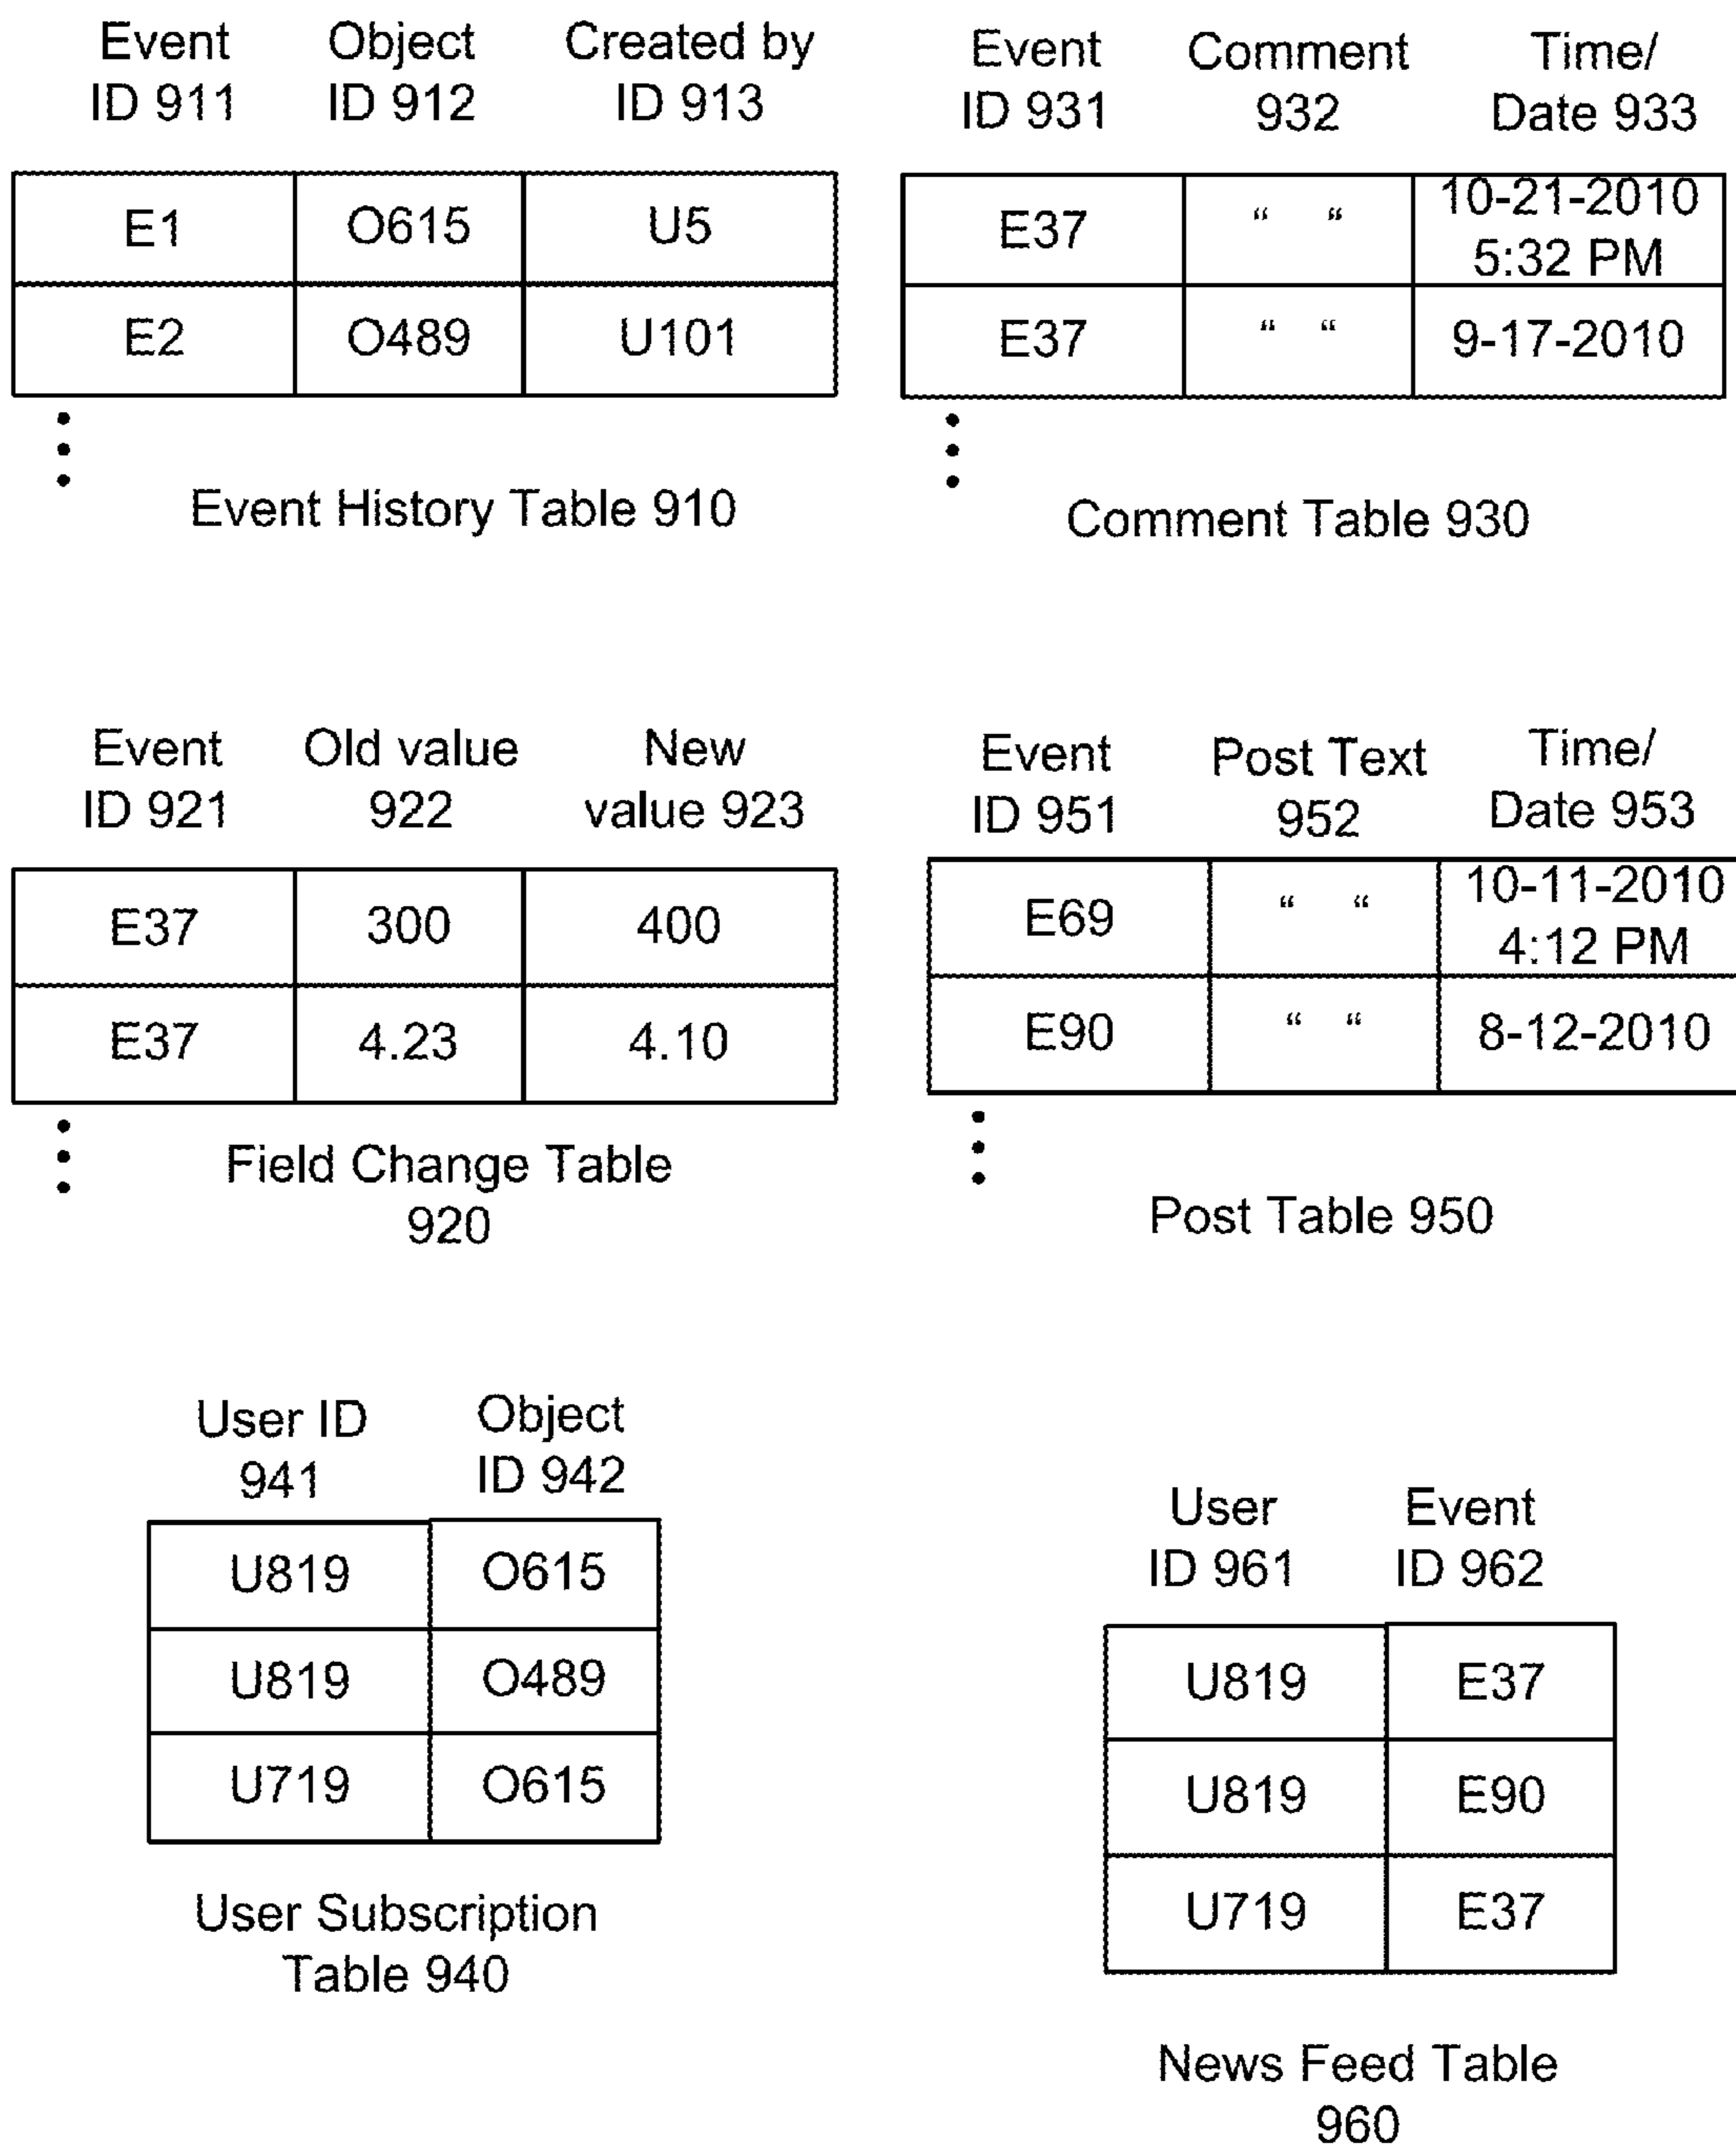 Event Object Created by
ID 911 ID 912 ID 913
E1 O615 U5
E2 O489 U101
Event History Table 910
Event Comment Time/
ID 931 932 Date 933
E37 “ “ 10-21-2010
5:32 PM
E37 “ “ 9-17-2010
Comment Table 930
Event Old value New
ID 921 922 value 923
E37 300 400
E37 4.23 4.10
Field Change Table
920
Event Post Text Time/
ID 951 952 Date 953
E69 “ “ 10-11-2010
4:12 PM
E90 “ “ 8-12-2010
Post Table 950
User ID Object
941 ID 942
U819 O615
U819 O489
U719 O615
User Subscription
Table 940
User Event
ID 961 ID 962
U819 E37
U819 E90
U719 E37
News Feed Table
960